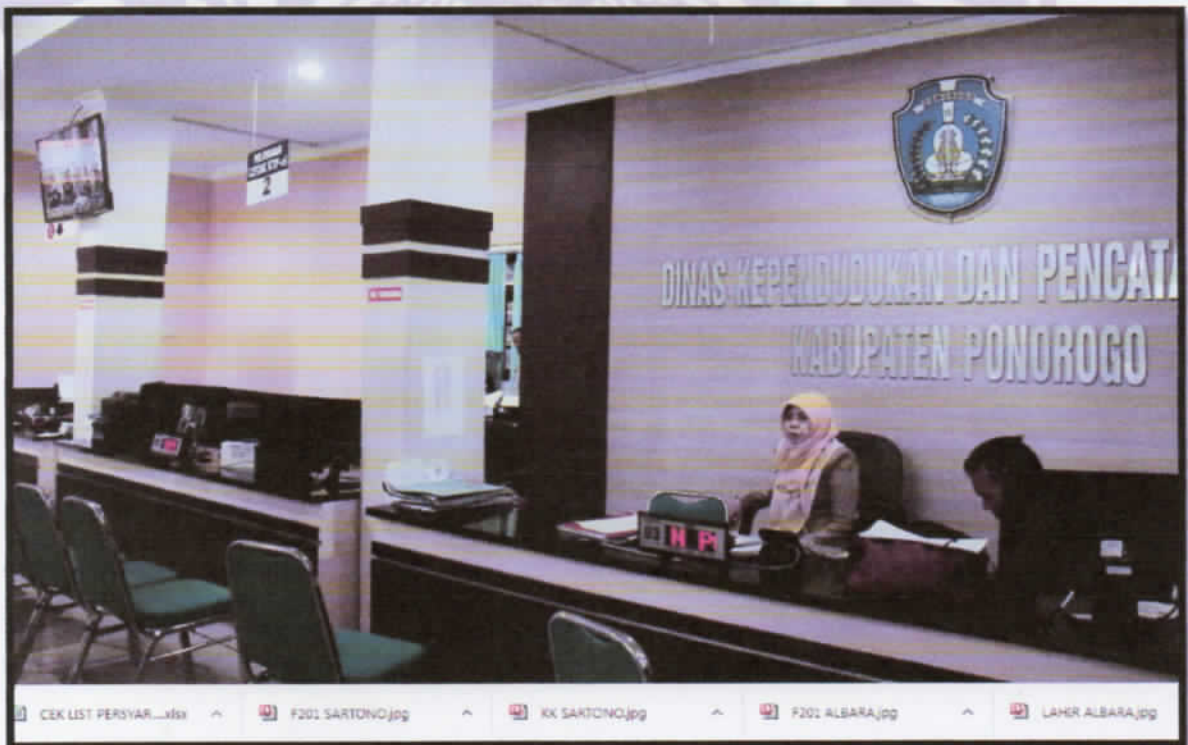 DINAS KEPENDUDUKAN DAN PENCATA
KABUPATEN PONOROGO
2
CEK LIST PERSYAR....xlsx
F201 SARTONO.jpg
KK SARTONO.jpg
F201 ALBARA.jpg
LAHIR ALBARA.jpg